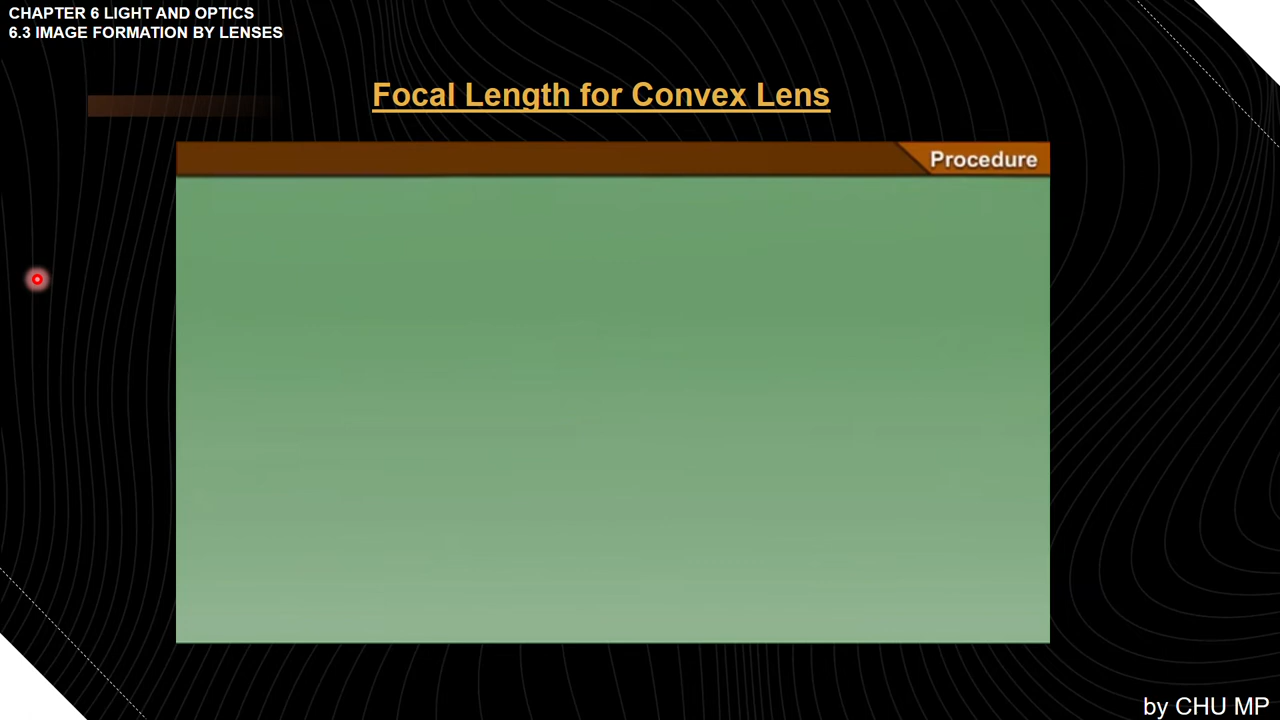 CHAPTER 6 LIGHT AND OPTICS
6.3 IMAGE FORMATION BY LENSES
Focal Length for Convex Lens
Procedure
by CHU MP